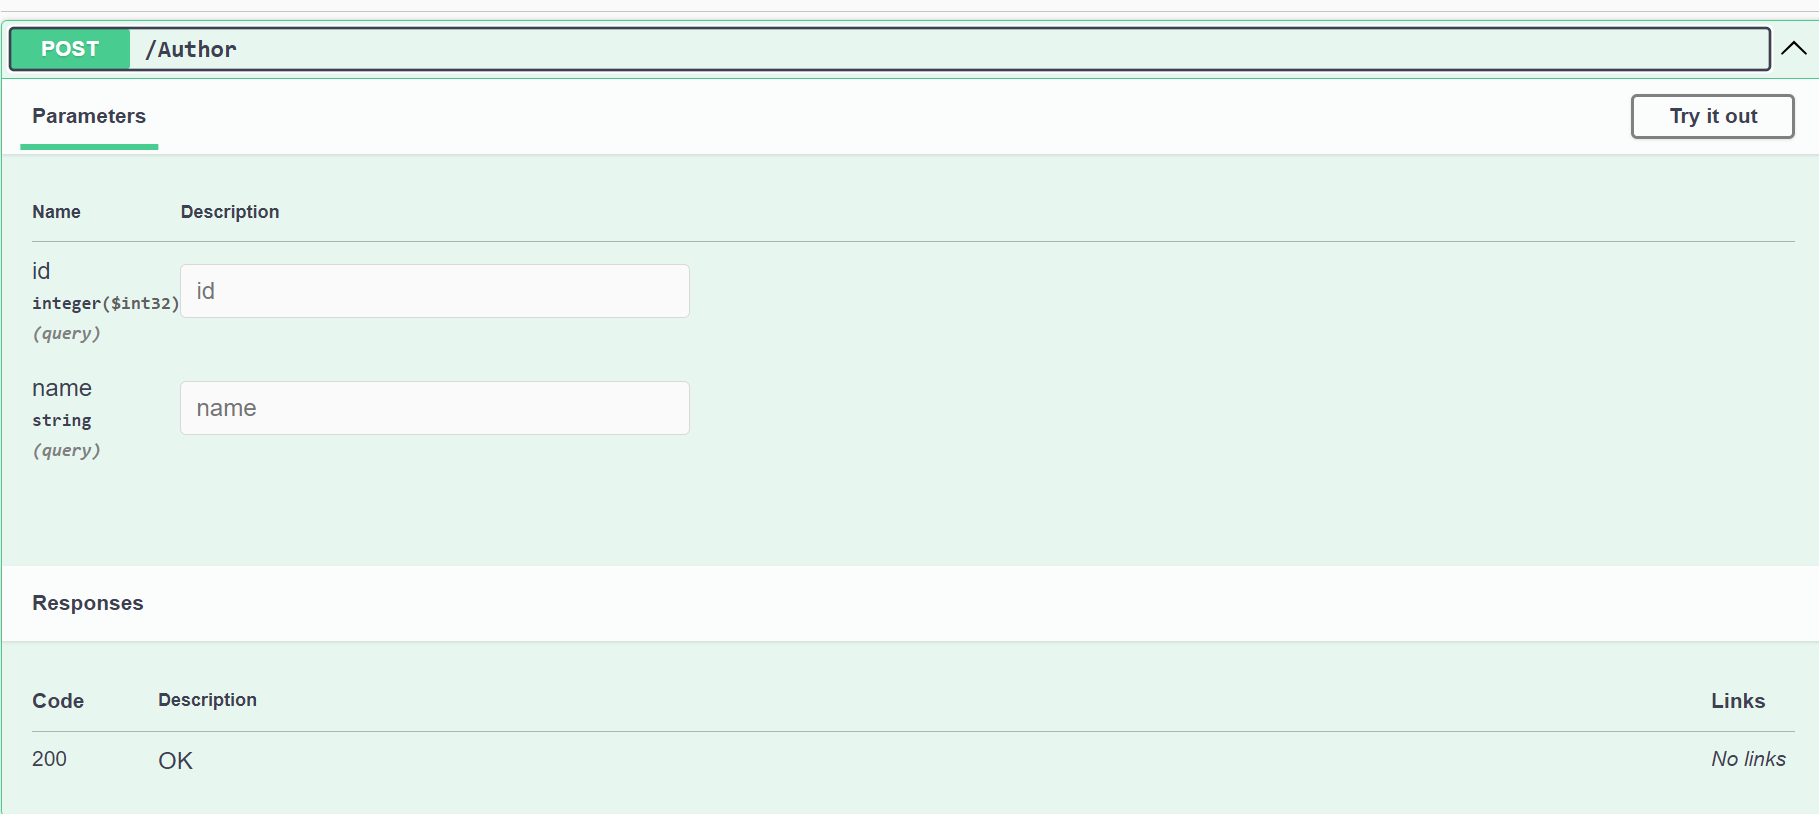 POST /Author
Parameters Try it out
Name Description
id id
integer($int32)
(query)
name name
string
(query)
Responses
Code Description Links
200 OK No links